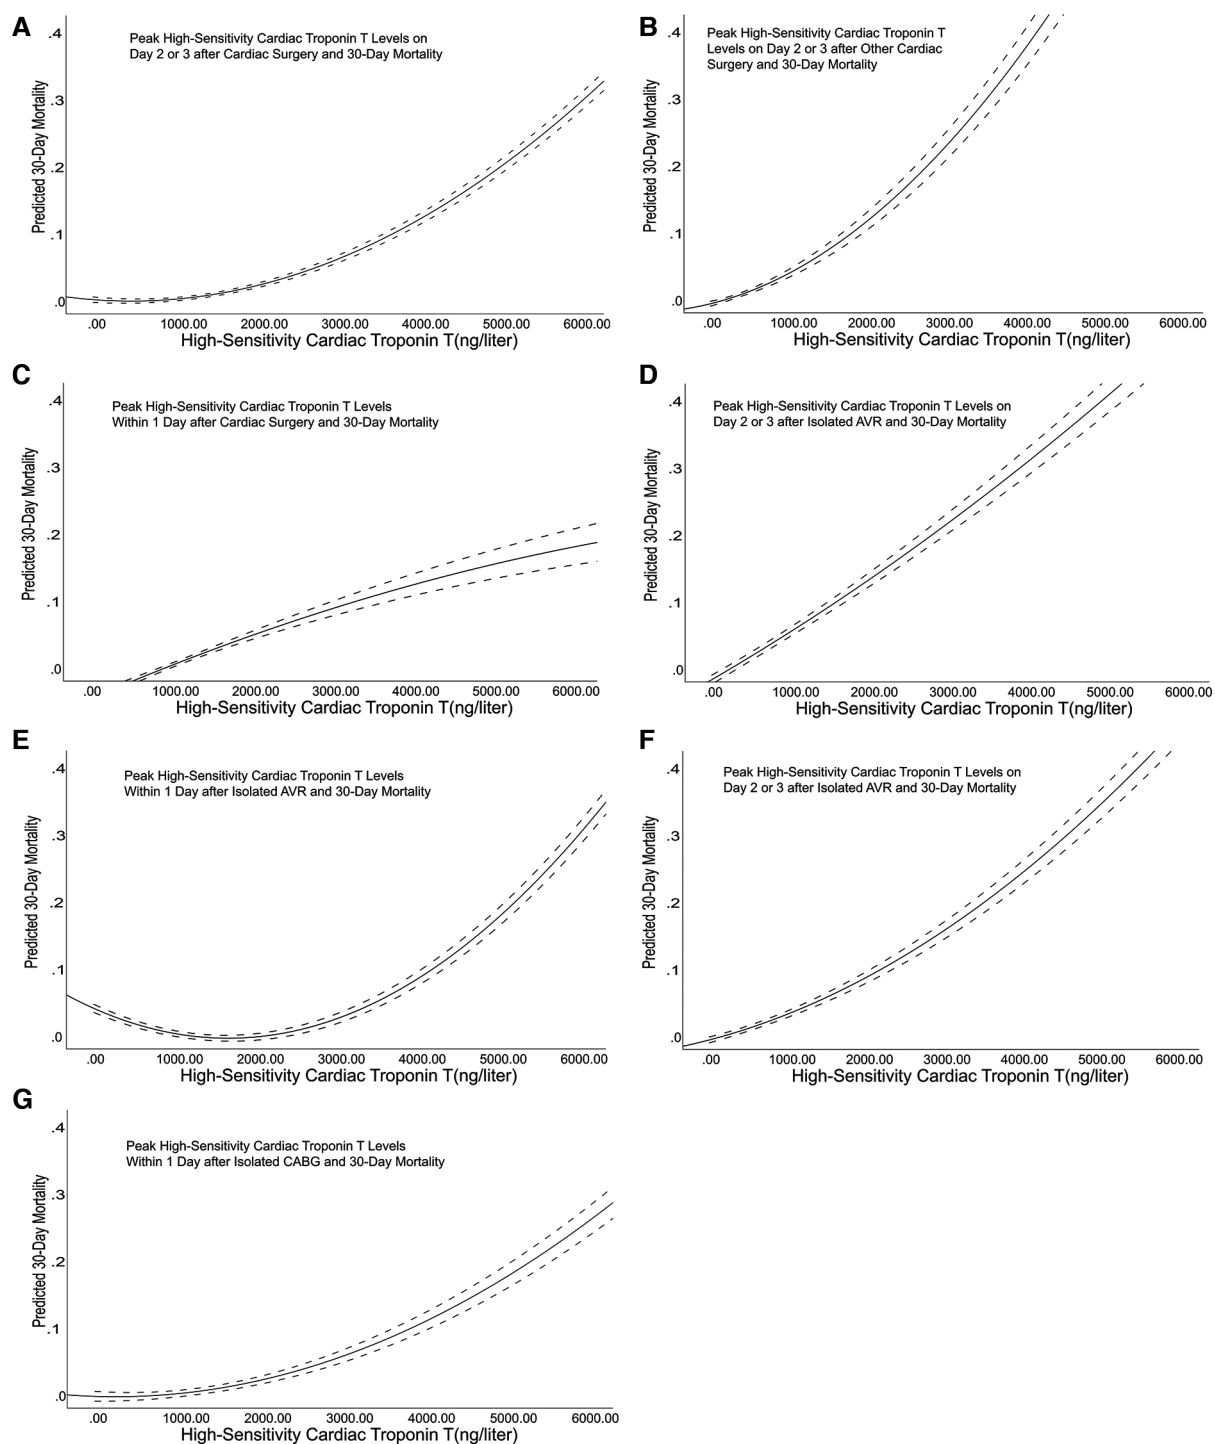 A
Peak High-Sensitivity Cardiac Troponin T Levels on
Day 2 or 3 after Cardiac Surgery and 30-Day Mortality
Predicted 30-Day Mortality
.4
.3
.2
.1
.0
.00 1000.00 2000.00 3000.00 4000.00 5000.00 6000.00
High-Sensitivity Cardiac Troponin T(ng/liter)
B
Peak High-Sensitivity Cardiac Troponin T
Levels on Day 2 or 3 after Other Cardiac
Surgery and 30-Day Mortality
Predicted 30-Day Mortality
.4
.3
.2
.1
.0
.00 1000.00 2000.00 3000.00 4000.00 5000.00 6000.00
High-Sensitivity Cardiac Troponin T(ng/liter)
C
Peak High-Sensitivity Cardiac Troponin T Levels
Within 1 Day after Cardiac Surgery and 30-Day Mortality
Predicted 30-Day Mortality
.4
.3
.2
.1
.0
.00 1000.00 2000.00 3000.00 4000.00 5000.00 6000.00
High-Sensitivity Cardiac Troponin T(ng/liter)
D
Peak High-Sensitivity Cardiac Troponin T Levels on
Day 2 or 3 after Isolated AVR and 30-Day Mortality
Predicted 30-Day Mortality
.4
.3
.2
.1
.0
.00 1000.00 2000.00 3000.00 4000.00 5000.00 6000.00
High-Sensitivity Cardiac Troponin T(ng/liter)
E
Peak High-Sensitivity Cardiac Troponin T Levels
Within 1 Day after Isolated AVR and 30-Day Mortality
Predicted 30-Day Mortality
.4
.3
.2
.1
.0
.00 1000.00 2000.00 3000.00 4000.00 5000.00 6000.00
High-Sensitivity Cardiac Troponin T(ng/liter)
F
Peak High-Sensitivity Cardiac Troponin T Levels on
Day 2 or 3 after Isolated AVR and 30-Day Mortality
Predicted 30-Day Mortality
.4
.3
.2
.1
.0
.00 1000.00 2000.00 3000.00 4000.00 5000.00 6000.00
High-Sensitivity Cardiac Troponin T(ng/liter)
G
Peak High-Sensitivity Cardiac Troponin T Levels
Within 1 Day after Isolated CABG and 30-Day Mortality
Predicted 30-Day Mortality
.4
.3
.2
.1
.0
.00 1000.00 2000.00 3000.00 4000.00 5000.00 6000.00
High-Sensitivity Cardiac Troponin T(ng/liter)